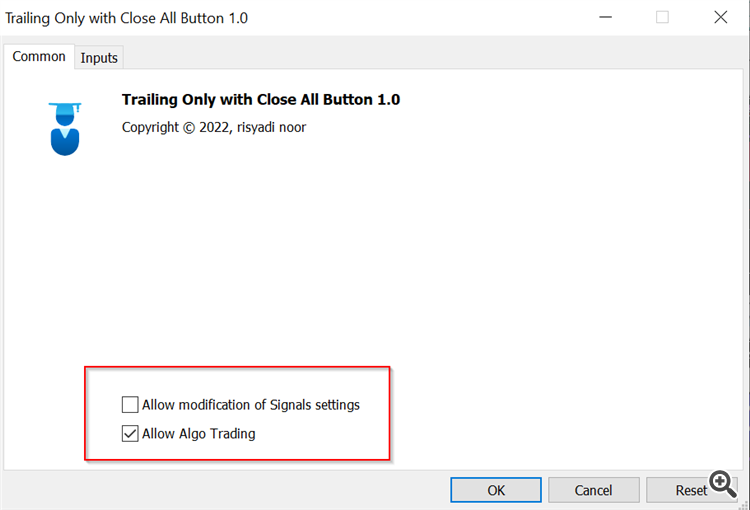 Trailing Only with Close All Button 1.0
Common
Inputs
Trailing Only with Close All Button 1.0
Copyright © 2022, risyadi noor
Allow modification of Signals settings
Allow Algo Trading
OK
Cancel
Reset